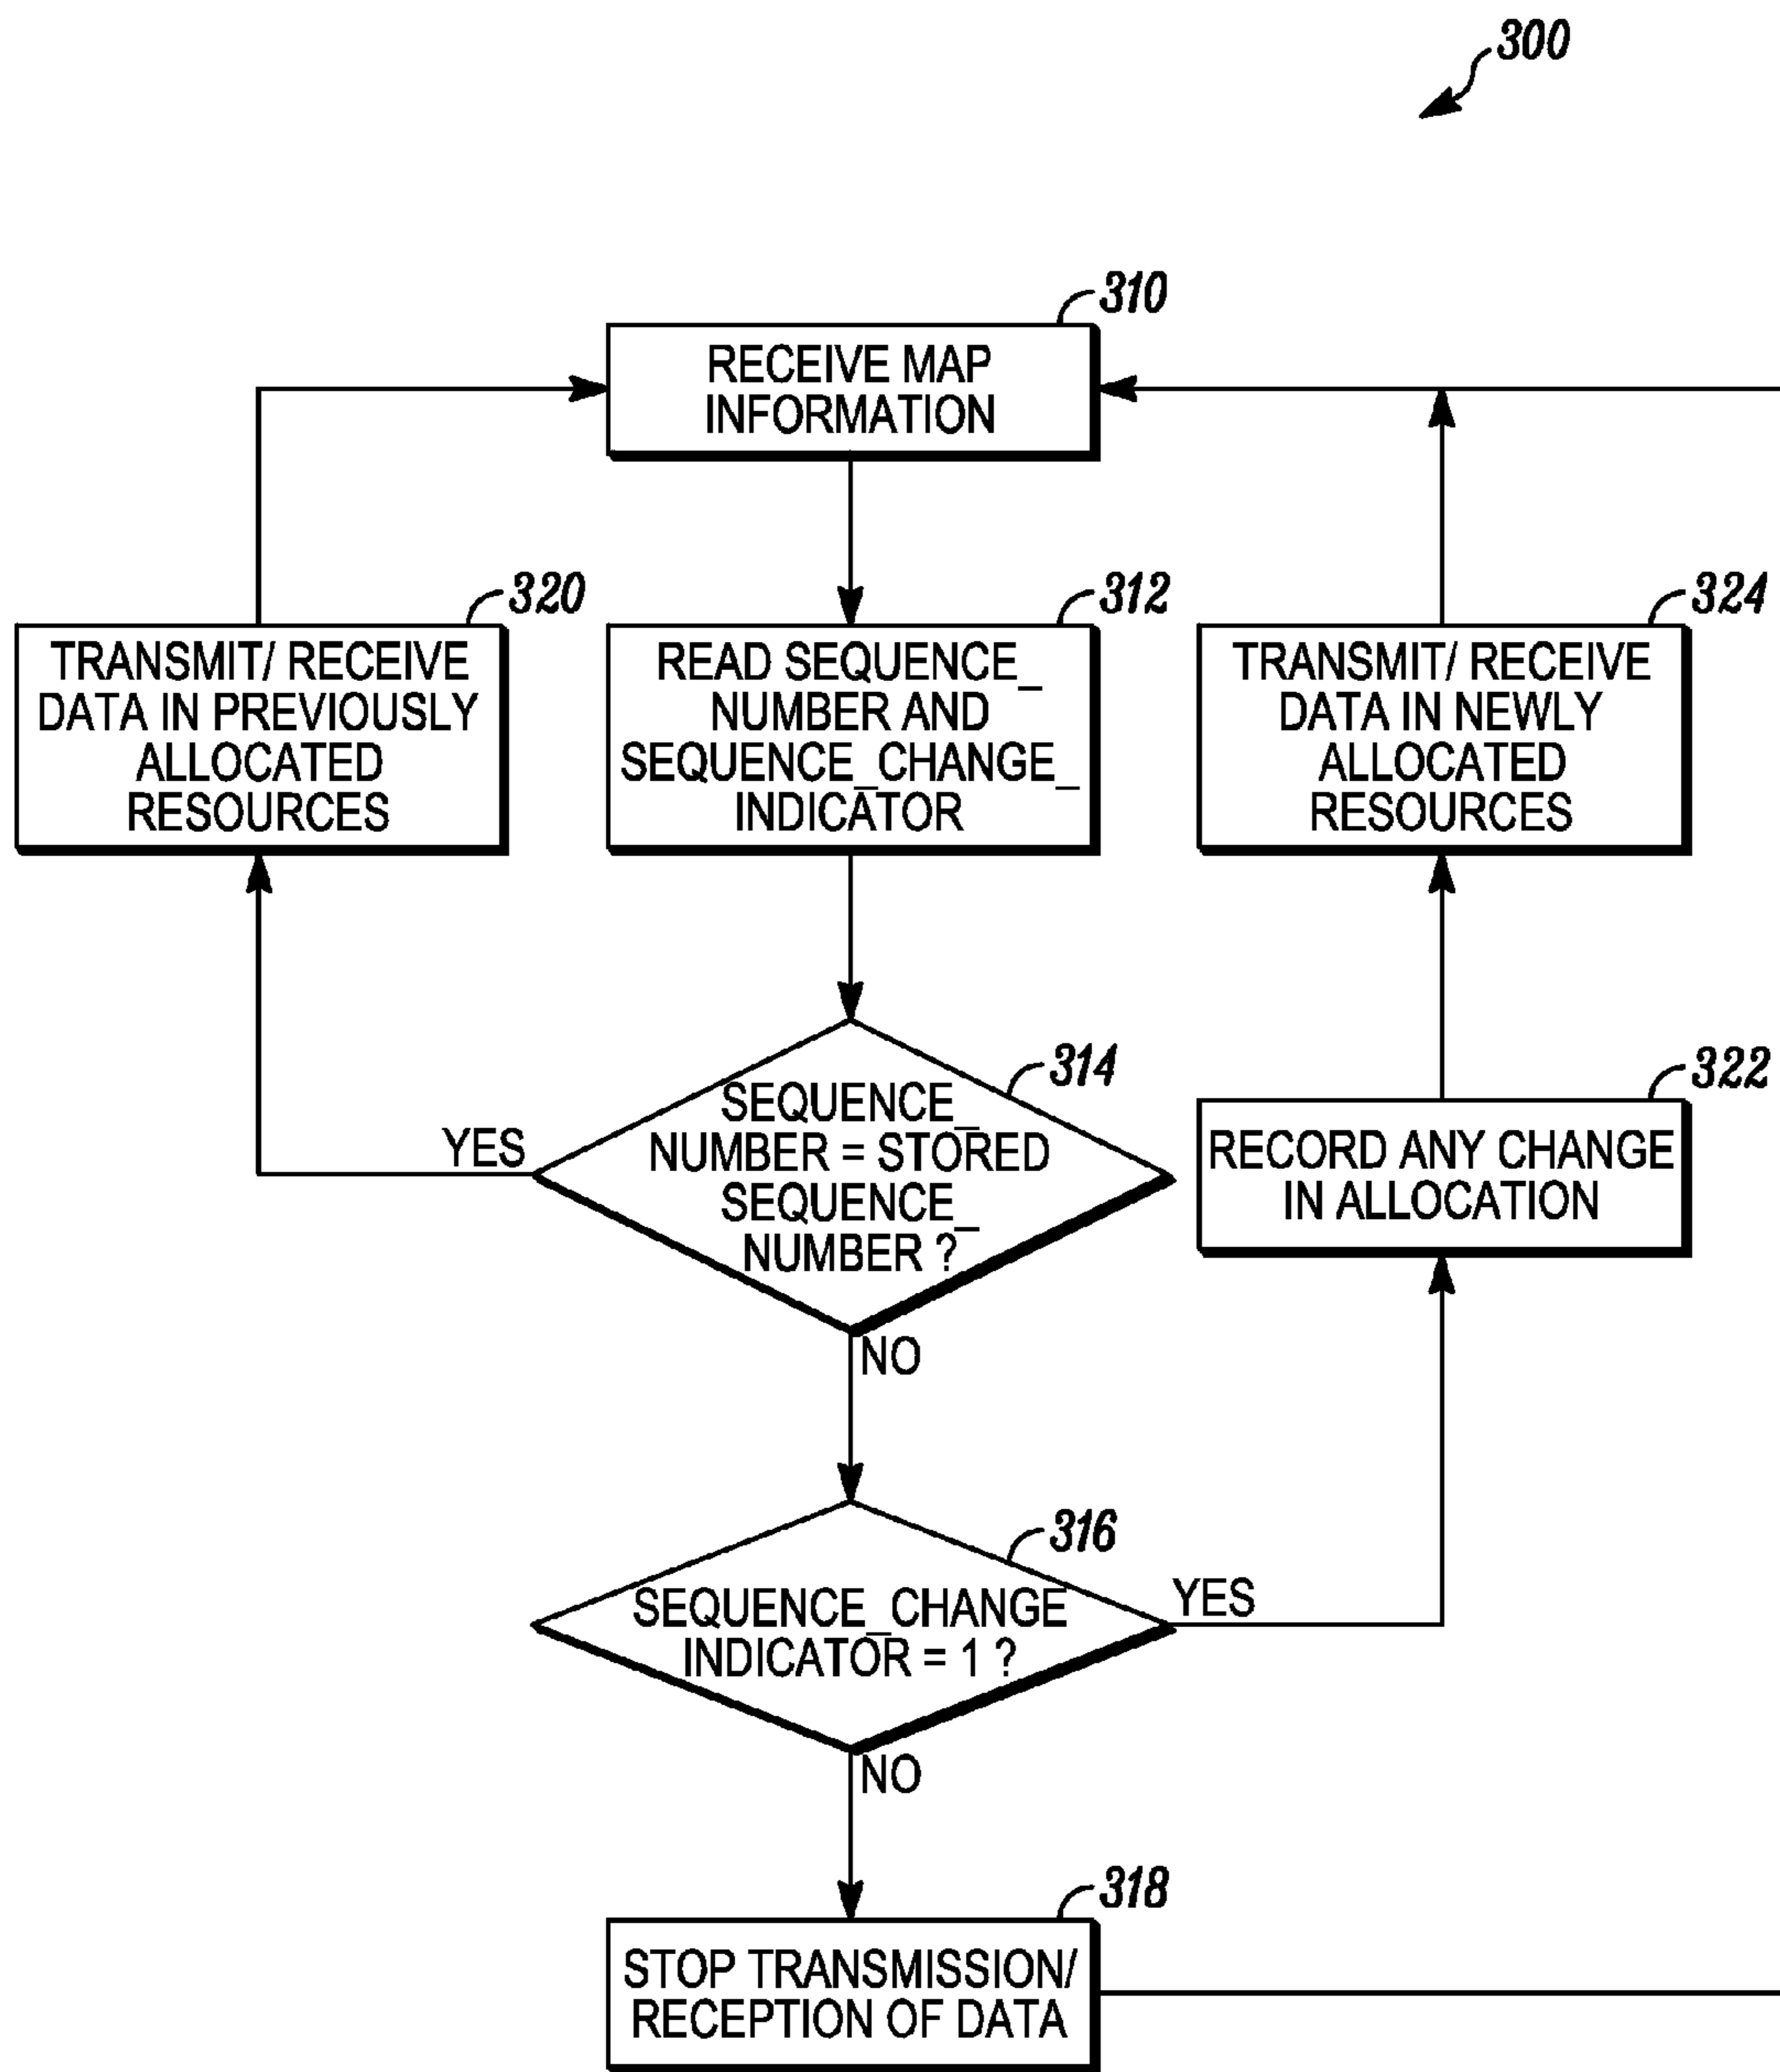 300
310
RECEIVE MAP
INFORMATION
320
TRANSMIT/ RECEIVE
DATA IN PREVIOUSLY
ALLOCATED
RESOURCES
312
READ SEQUENCE_
NUMBER AND
SEQUENCE_CHANGE_
INDICATOR
324
TRANSMIT/ RECEIVE
DATA IN NEWLY
ALLOCATED
RESOURCES
314
SEQUENCE_
NUMBER = STORED
SEQUENCE_
NUMBER ?
YES
NO
322
RECORD ANY CHANGE
IN ALLOCATION
316
SEQUENCE_CHANGE
INDICATOR = 1 ?
YES
NO
318
STOP TRANSMISSION/
RECEPTION OF DATA